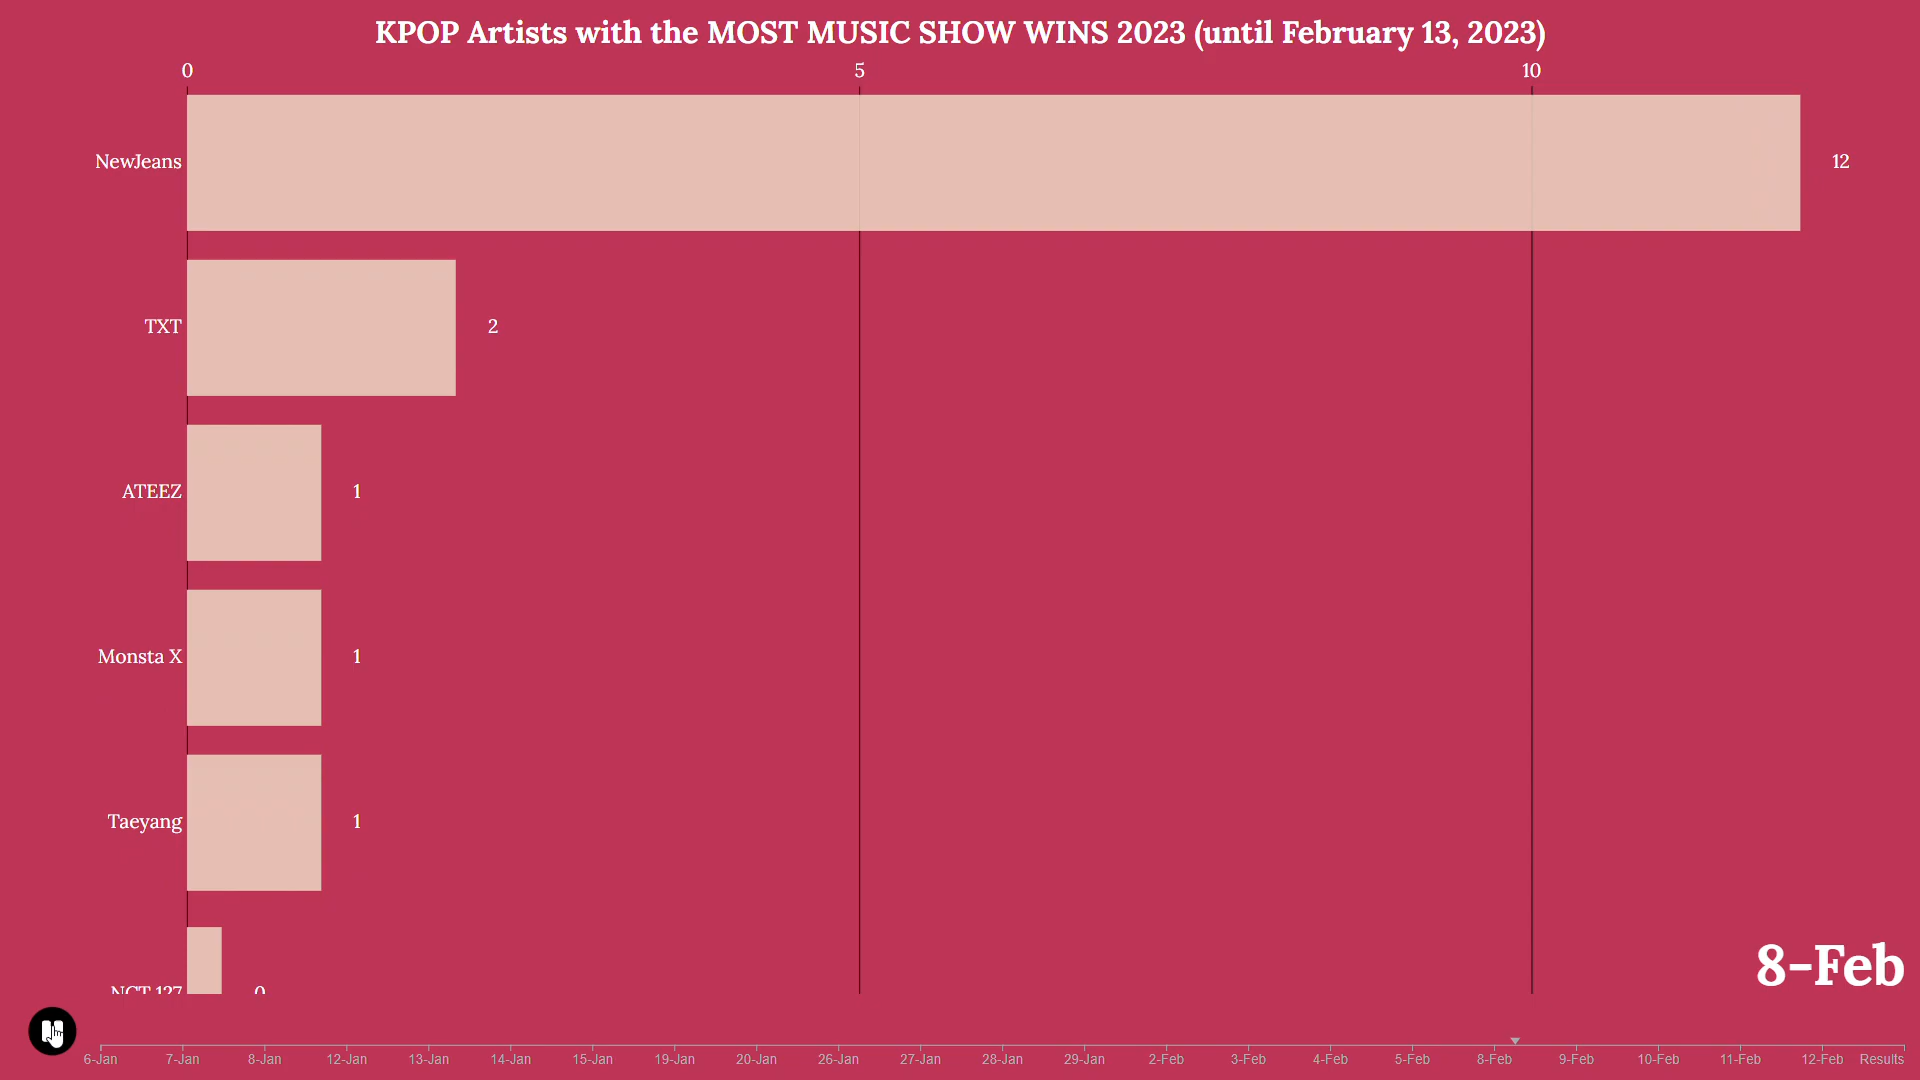 KPOP Artists with the MOST MUSIC SHOW WINS 2023 (until February 13, 2023)
0 5 10
NewJeans 12
TXT 2
ATEEZ 1
Monsta X 1
Taeyang 1
NCT 127 0
8-Feb
6-Jan 7-Jan 8-Jan 12-Jan 13-Jan 14-Jan 15-Jan 19-Jan 20-Jan 26-Jan 27-Jan 28-Jan 29-Jan 2-Feb 3-Feb 4-Feb 5-Feb 8-Feb 9-Feb 10-Feb 11-Feb 12-Feb Results